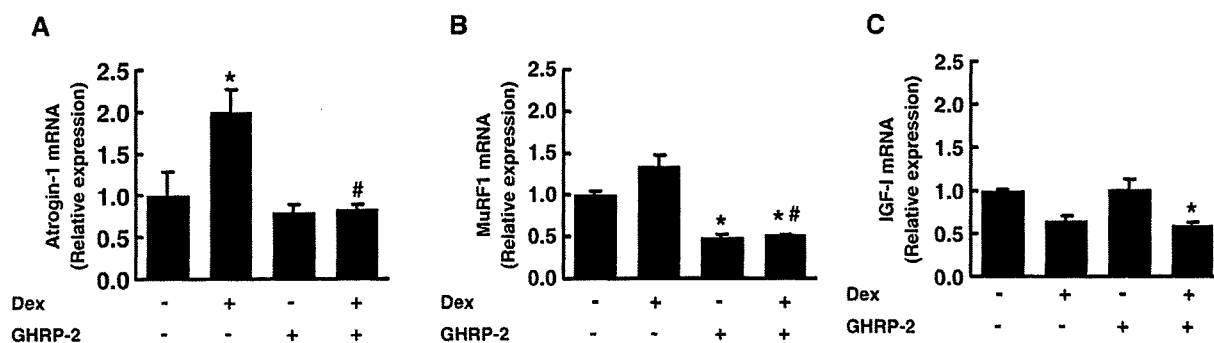 A
Atrogin-1 mRNA
(Relative expression)
2.5
2.0
1.5
1.0
0.5
0.0
*
#
Dex - + - +
GHRP-2 - - + +
B
MuRF1 mRNA
(Relative expression)
2.5
2.0
1.5
1.0
0.5
0.0
*
* #
Dex - + - +
GHRP-2 - - + +
C
IGF-I mRNA
(Relative expression)
2.5
2.0
1.5
1.0
0.5
0.0
*
Dex - + - +
GHRP-2 - - + +